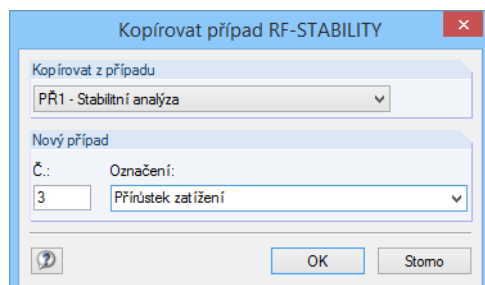 Kopírovat případ RF-STABILITY
Kopírovat z případu
PŘ1 - Stabilitní analýza
Nový případ
Č.: Označení:
3 Přírůstek zatížení
OK Storno